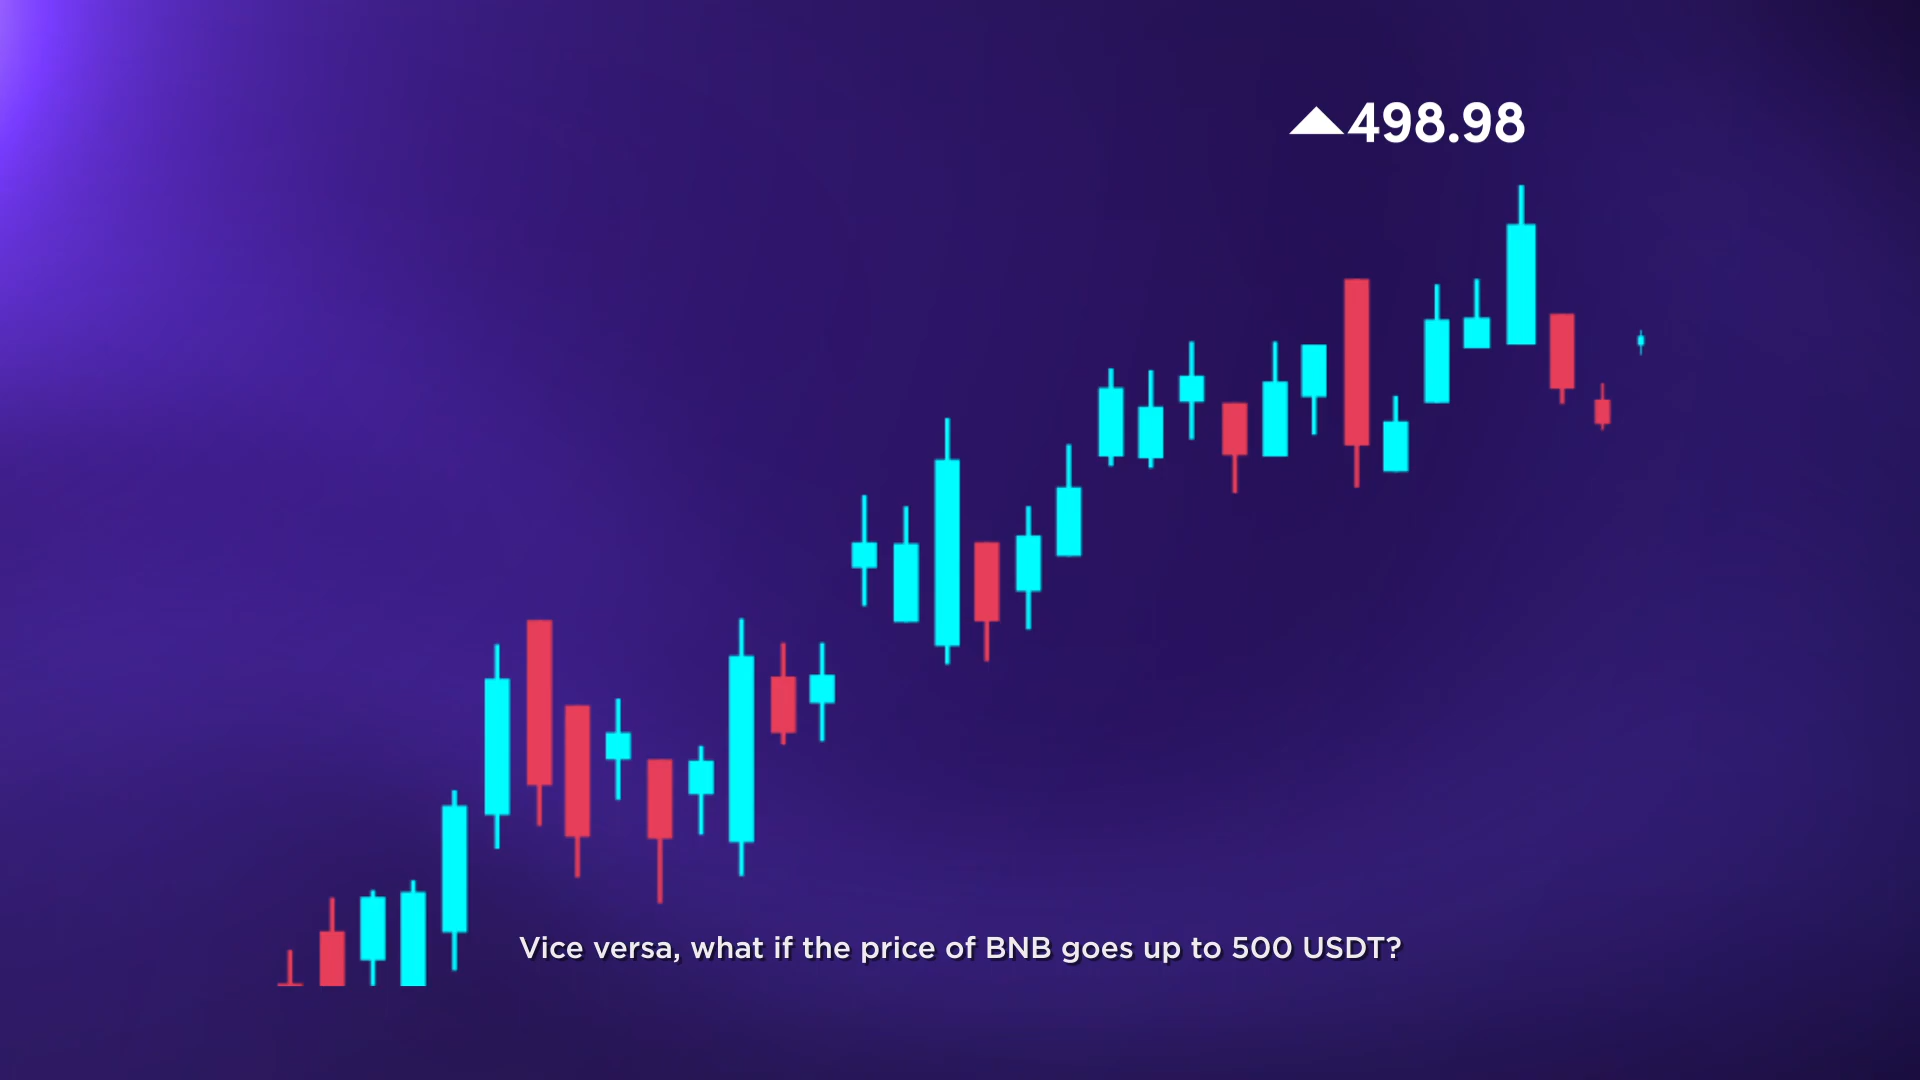 498.98
Vice versa, what if the price of BNB goes up to 500 USDT?